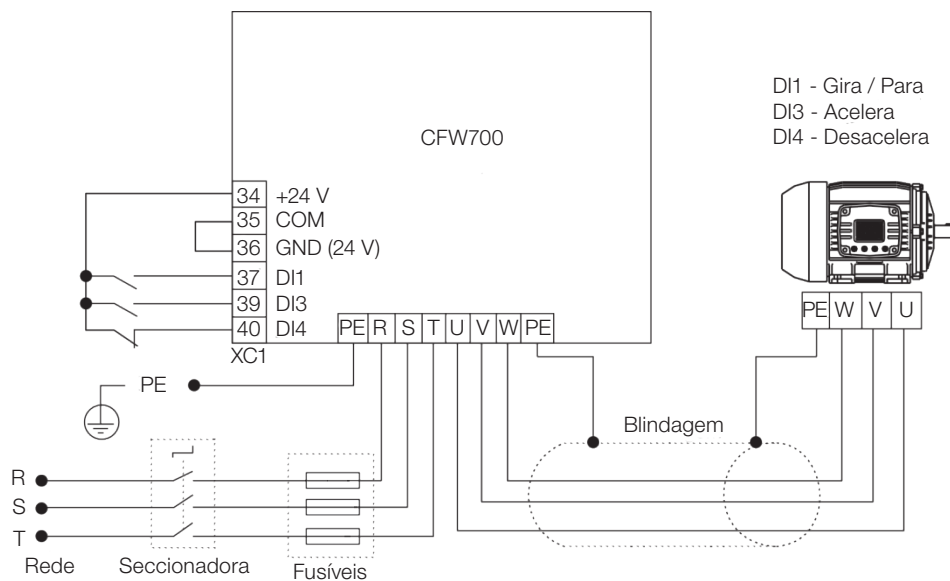 DI1 - Gira / Para
DI3 - Acelera
DI4 - Desacelera
CFW700
34 +24 V
35 COM
36 GND (24 V)
37 DI1
39 DI3
40 DI4
XC1
PE R S T U V W PE
PE W V U
PE
Blindagem
R
S
T
Rede
Seccionadora
Fusíveis